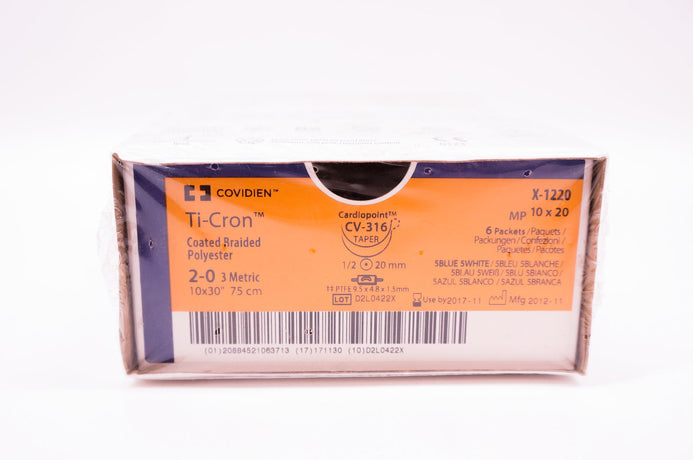 COVIDIEN™
Ti-Cron™
Coated Braided
Polyester
2-0 3 Metric
10x30" 75 cm
Cardiopoint™
CV-316
TAPER
1/2 20 mm
†† PTFE 9.5 x 4.8 x 1.5mm
LOT D2L0422X
X-1220
MP 10 x 20
6 Packets / Paquets /
Packungen / Confezioni /
Paquetes / Pacotes
5BLUE 5WHITE / 5BLEU 5BLANCHE /
5BLAU 5WEIß / 5BLU 5BIANCO /
5AZUL 5BLANCO / 5AZUL 5BRANCA
Use by 2017-11 Mfg 2012-11
(01)20884521063713 (17)171130 (10)D2L0422X